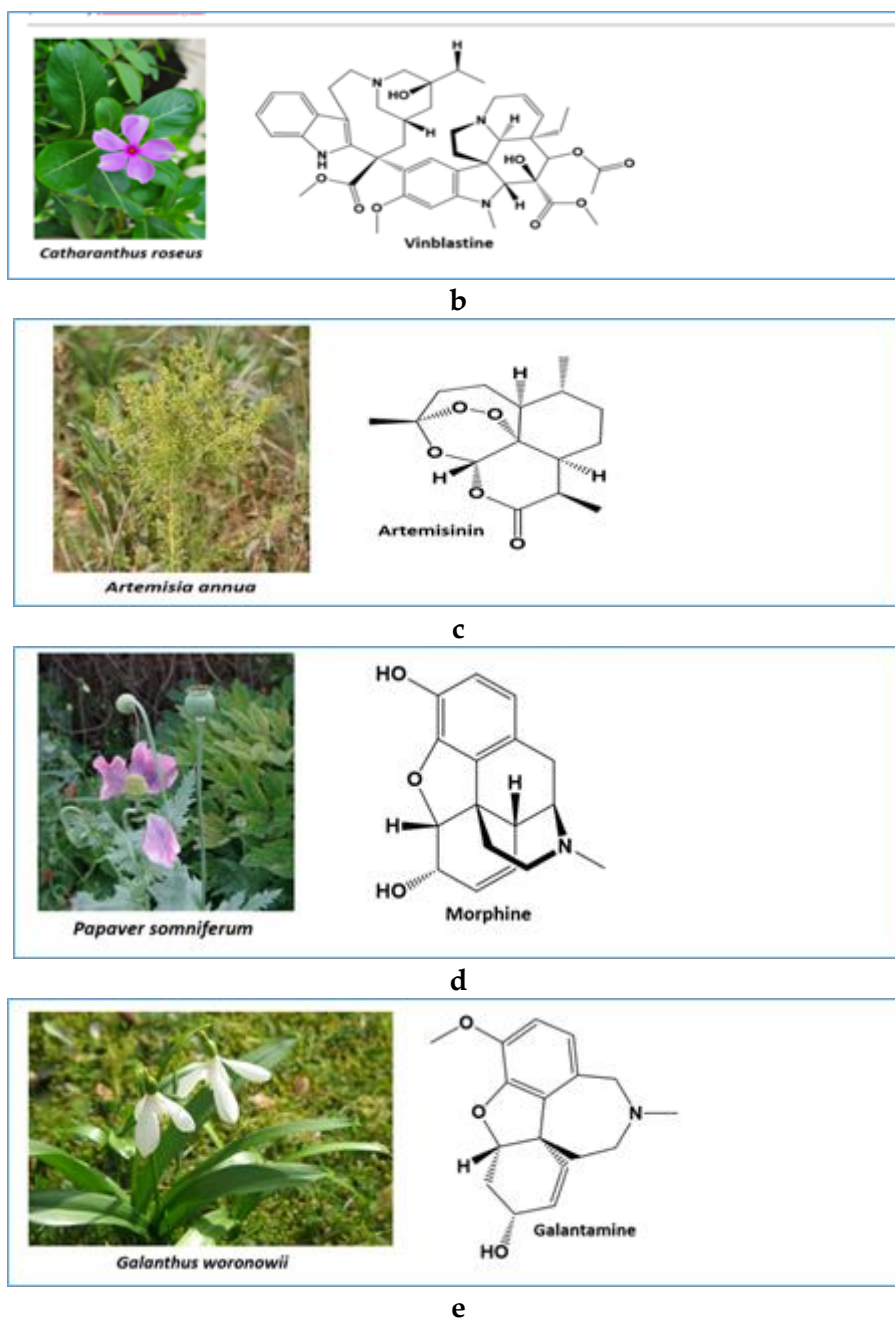 Catharanthus roseus
H
N
HO
H
N
H
O
O
O
N
H
HO
O
O
N
H
O
O
Vinblastine
b
H
O
O
O
H
O
H
O
Artemisinin
Artemisia annua
c
HO
O
H
H
N
HO
Morphine
Papaver somniferum
d
O
O
N
H
HO
Galantamine
Galanthus woronowii
e